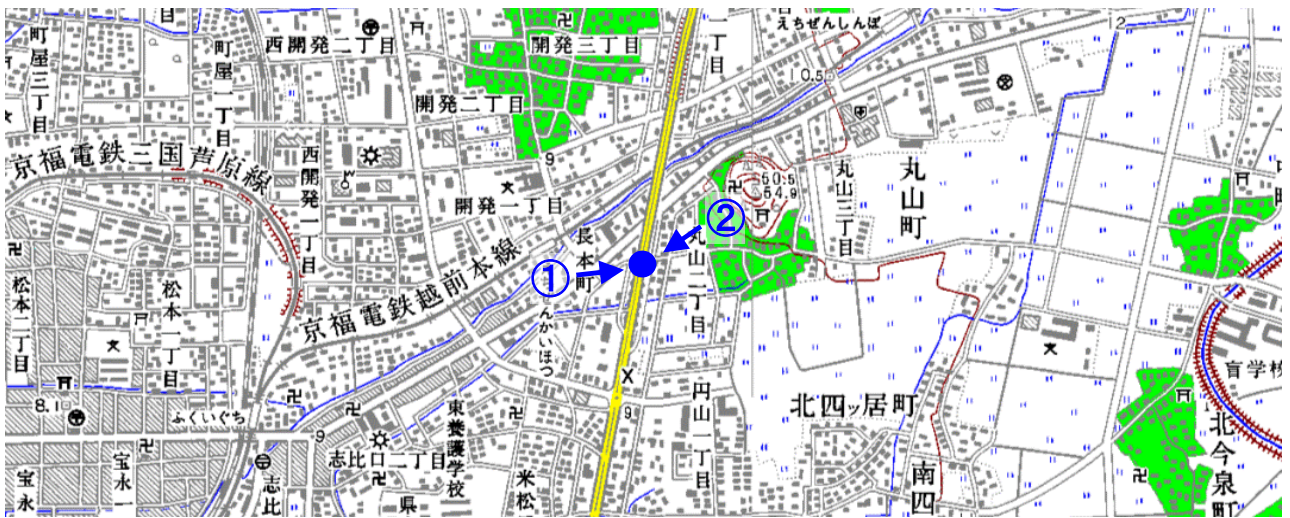 町屋三丁目
町屋一丁目
西開発二丁目
開発三丁目
一丁目
えちぜんしんぼ
2
10.5
開発二丁目
9
京福電鉄三国芦原線
西開発一丁目
開発一丁目
長本町
50.5
54.9
丸山三丁目
丸山町
②
①
丸山二丁目
京福電鉄越前本線
んかいほつ
松本二丁目
松本一丁目
8.1
ふくいぐち
9
X
9
円山一丁目
北四ッ居町
盲学校
北今泉町
東養護学校
志比口二丁目
宝永
宝永一
志比
県
米松
南四